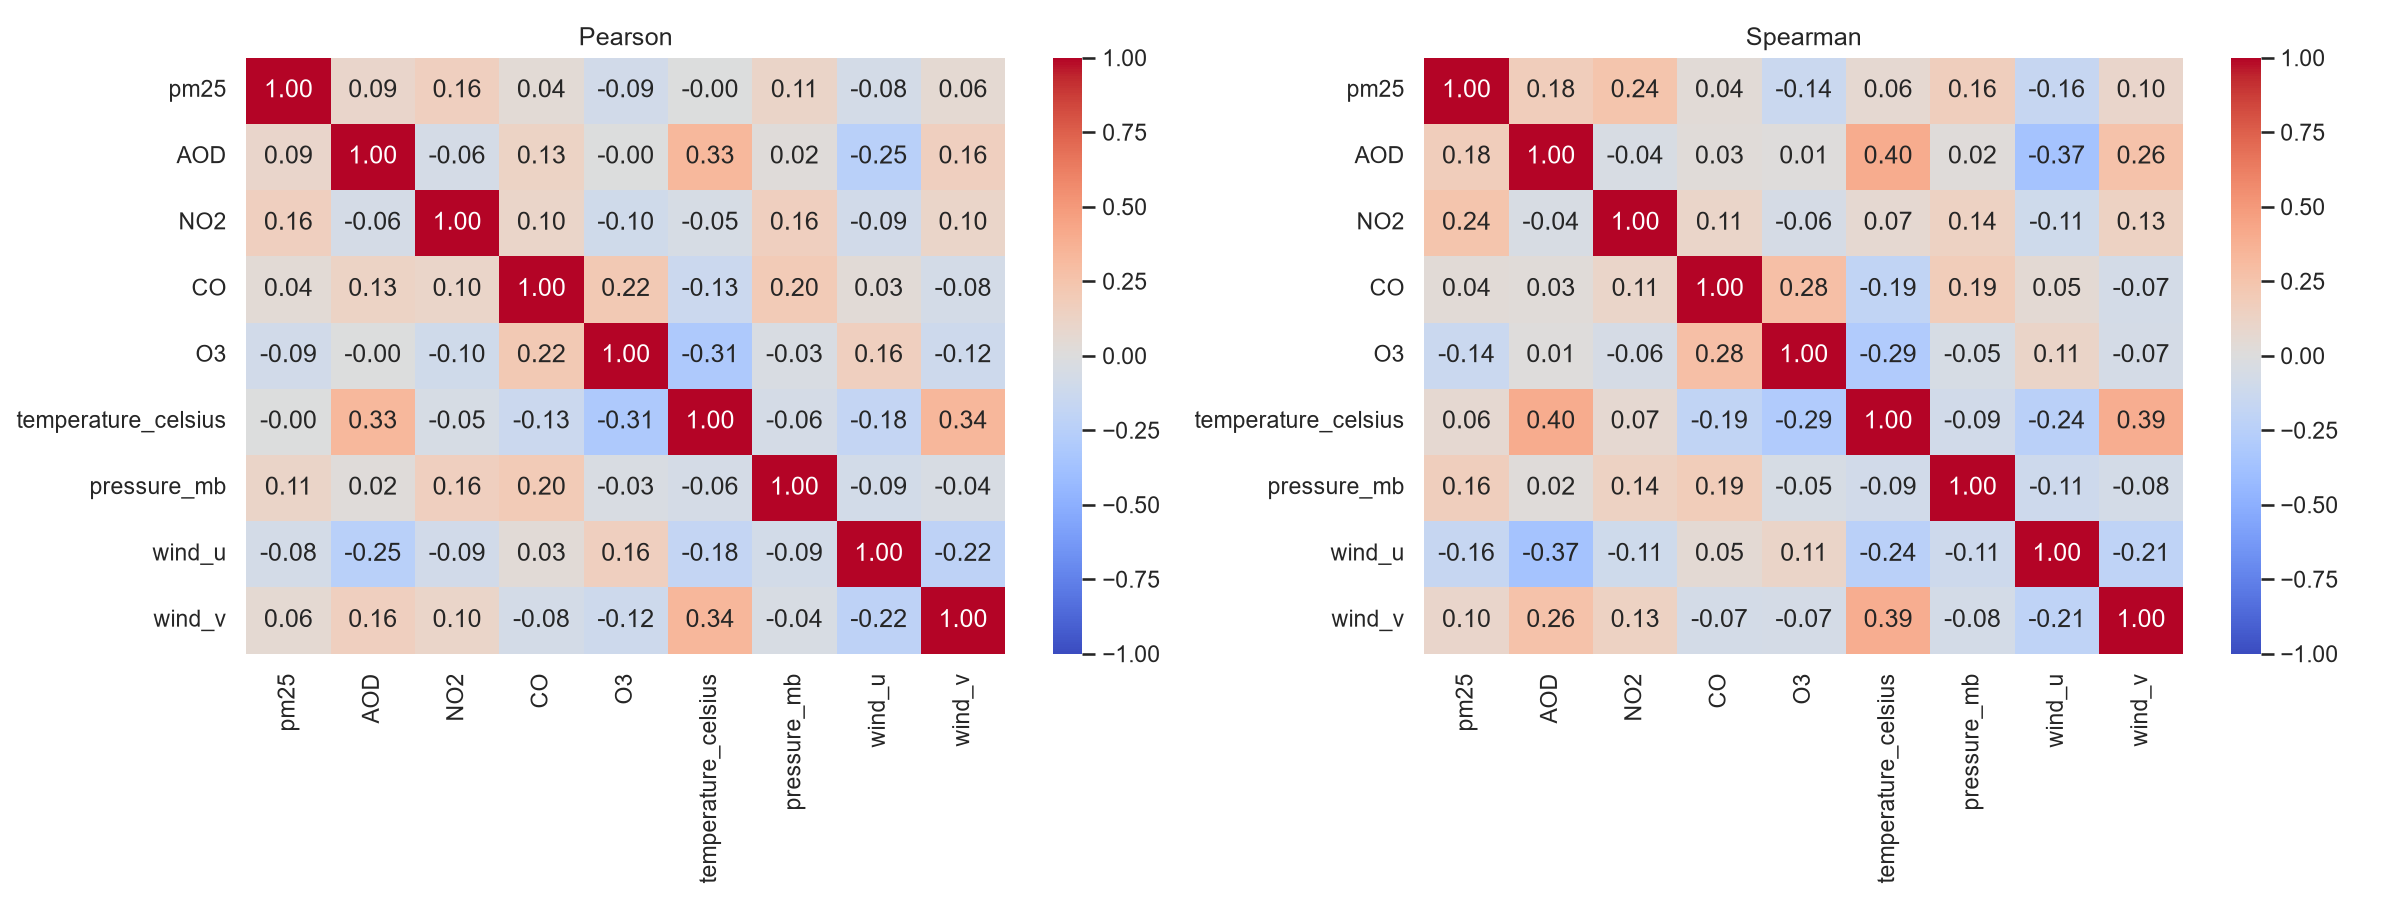 Pearson
pm25 1.00 0.09 0.16 0.04 -0.09 -0.00 0.11 -0.08 0.06
AOD 0.09 1.00 -0.06 0.13 -0.00 0.33 0.02 -0.25 0.16
NO2 0.16 -0.06 1.00 0.10 -0.10 -0.05 0.16 -0.09 0.10
CO 0.04 0.13 0.10 1.00 0.22 -0.13 0.20 0.03 -0.08
O3 -0.09 -0.00 -0.10 0.22 1.00 -0.31 -0.03 0.16 -0.12
temperature_celsius -0.00 0.33 -0.05 -0.13 -0.31 1.00 -0.06 -0.18 0.34
pressure_mb 0.11 0.02 0.16 0.20 -0.03 -0.06 1.00 -0.09 -0.04
wind_u -0.08 -0.25 -0.09 0.03 0.16 -0.18 -0.09 1.00 -0.22
wind_v 0.06 0.16 0.10 -0.08 -0.12 0.34 -0.04 -0.22 1.00
pm25
AOD
NO2
CO
O3
temperature_celsius
pressure_mb
wind_u
wind_v
1.00
0.75
0.50
0.25
0.00
−0.25
−0.50
−0.75
−1.00
Spearman
pm25 1.00 0.18 0.24 0.04 -0.14 0.06 0.16 -0.16 0.10
AOD 0.18 1.00 -0.04 0.03 0.01 0.40 0.02 -0.37 0.26
NO2 0.24 -0.04 1.00 0.11 -0.06 0.07 0.14 -0.11 0.13
CO 0.04 0.03 0.11 1.00 0.28 -0.19 0.19 0.05 -0.07
O3 -0.14 0.01 -0.06 0.28 1.00 -0.29 -0.05 0.11 -0.07
temperature_celsius 0.06 0.40 0.07 -0.19 -0.29 1.00 -0.09 -0.24 0.39
pressure_mb 0.16 0.02 0.14 0.19 -0.05 -0.09 1.00 -0.11 -0.08
wind_u -0.16 -0.37 -0.11 0.05 0.11 -0.24 -0.11 1.00 -0.21
wind_v 0.10 0.26 0.13 -0.07 -0.07 0.39 -0.08 -0.21 1.00
pm25
AOD
NO2
CO
O3
temperature_celsius
pressure_mb
wind_u
wind_v
1.00
0.75
0.50
0.25
0.00
−0.25
−0.50
−0.75
−1.00